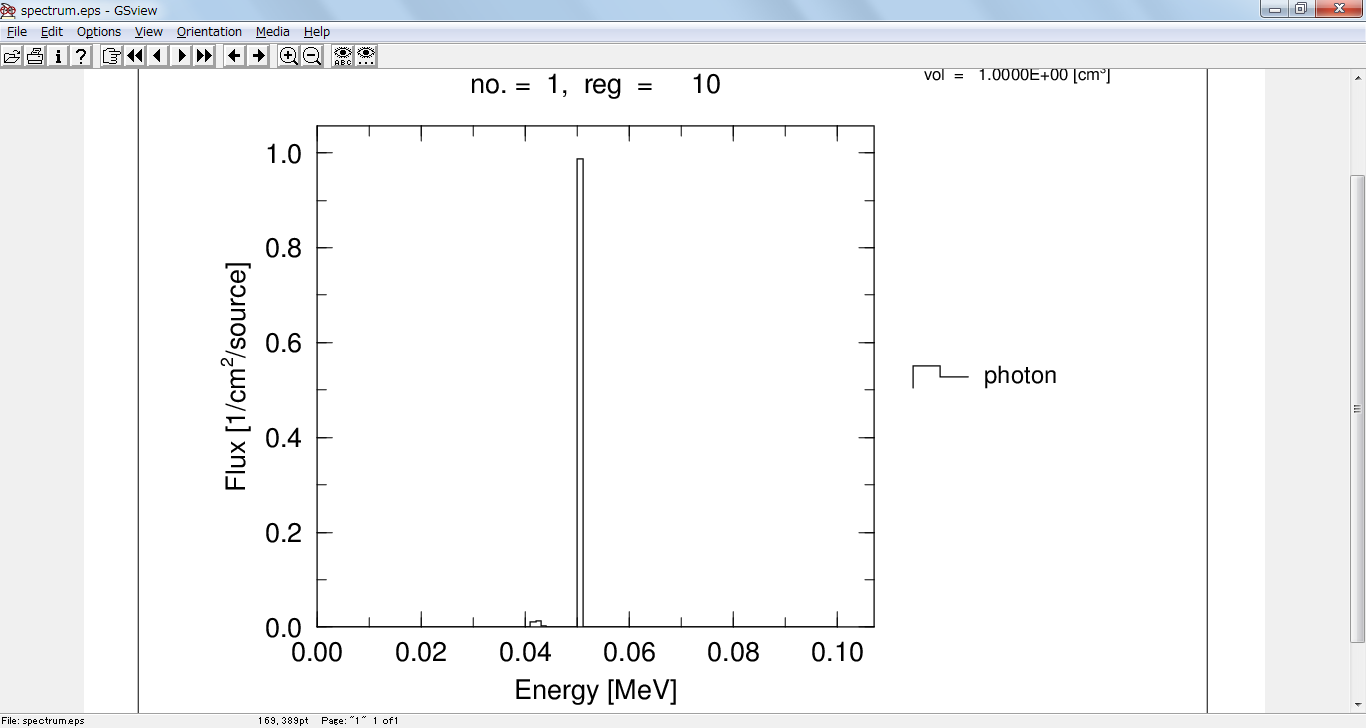 spectrum.eps - GSview
File Edit Options View Orientation Media Help
no. = 1, reg = 10
vol = 1.0000E+00 [cm³]
1.0
0.8
0.6
0.4
0.2
0.0
Flux [1/cm²/source]
0.00 0.02 0.04 0.06 0.08 0.10
Energy [MeV]
photon
File: spectrum.eps 169, 389pt Page: "1" 1 of 1